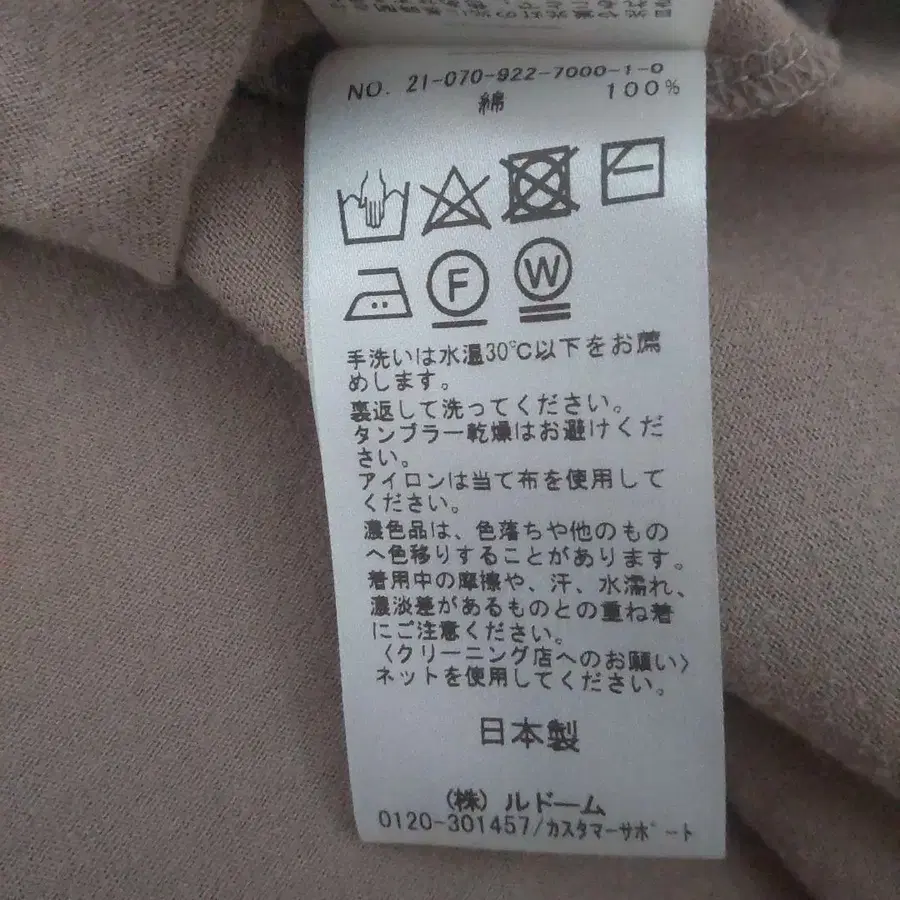 NO. 21-070-922-7000-1-0
綿 100%
F W
手洗いは水温30℃以下をお薦
めします。
裏返して洗ってください。
タンブラー乾燥はお避けくだ
さい。
アイロンは当て布を使用して
ください。
濃色品は、色落ちや他のもの
へ色移りすることがあります。
着用中の摩擦や、汗、水濡れ、
濃淡差があるものとの重ね着
にご注意ください。
〈クリーニング店へのお願い〉
ネットを使用してください。
日本製
(株) ルドーム
0120-301457/カスタマーサポート